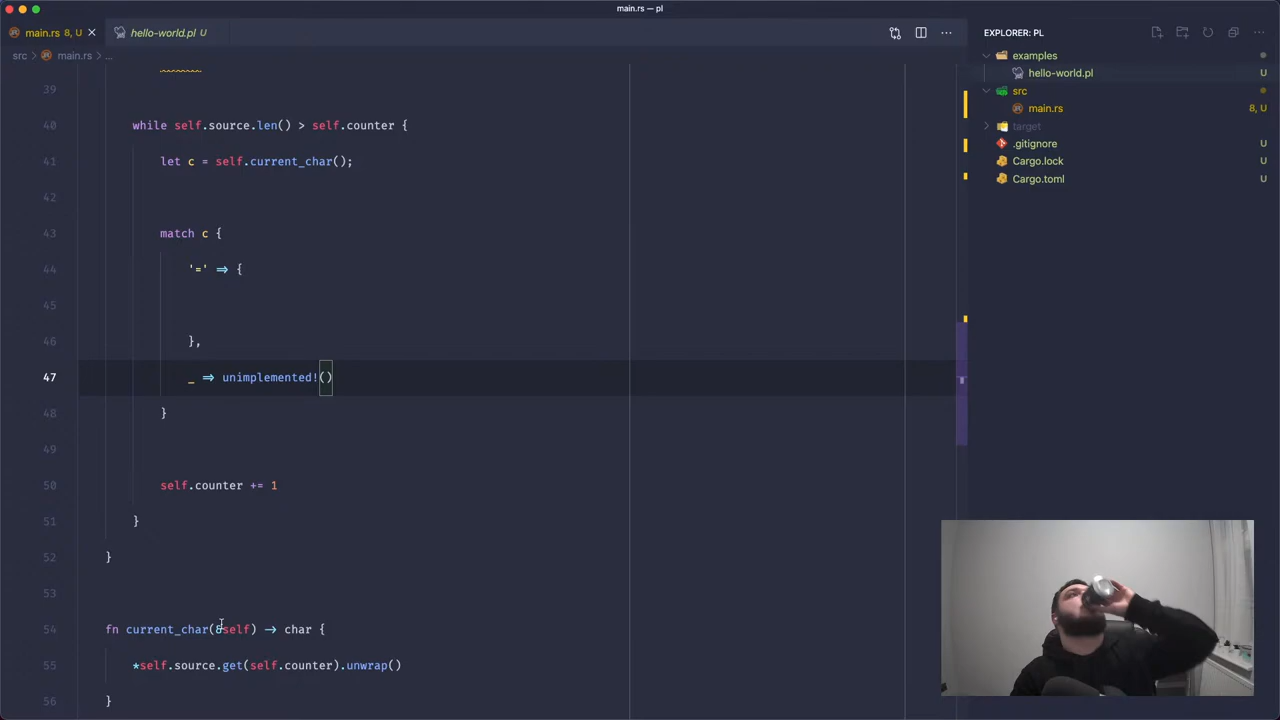 main.rs — pl
main.rs 8, U
hello-world.pl U
EXPLORER: PL
src main.rs ...
examples
hello-world.pl U
src
main.rs 8, U
target
.gitignore U
Cargo.lock U
Cargo.toml U
39
40 while self.source.len() > self.counter {
41 let c = self.current_char();
42
43 match c {
44 '=' => {
45
46 },
47 _ => unimplemented!()
48 }
49
50 self.counter += 1
51 }
52 }
53
54 fn current_char(&self) -> char {
55 *self.source.get(self.counter).unwrap()
56 }